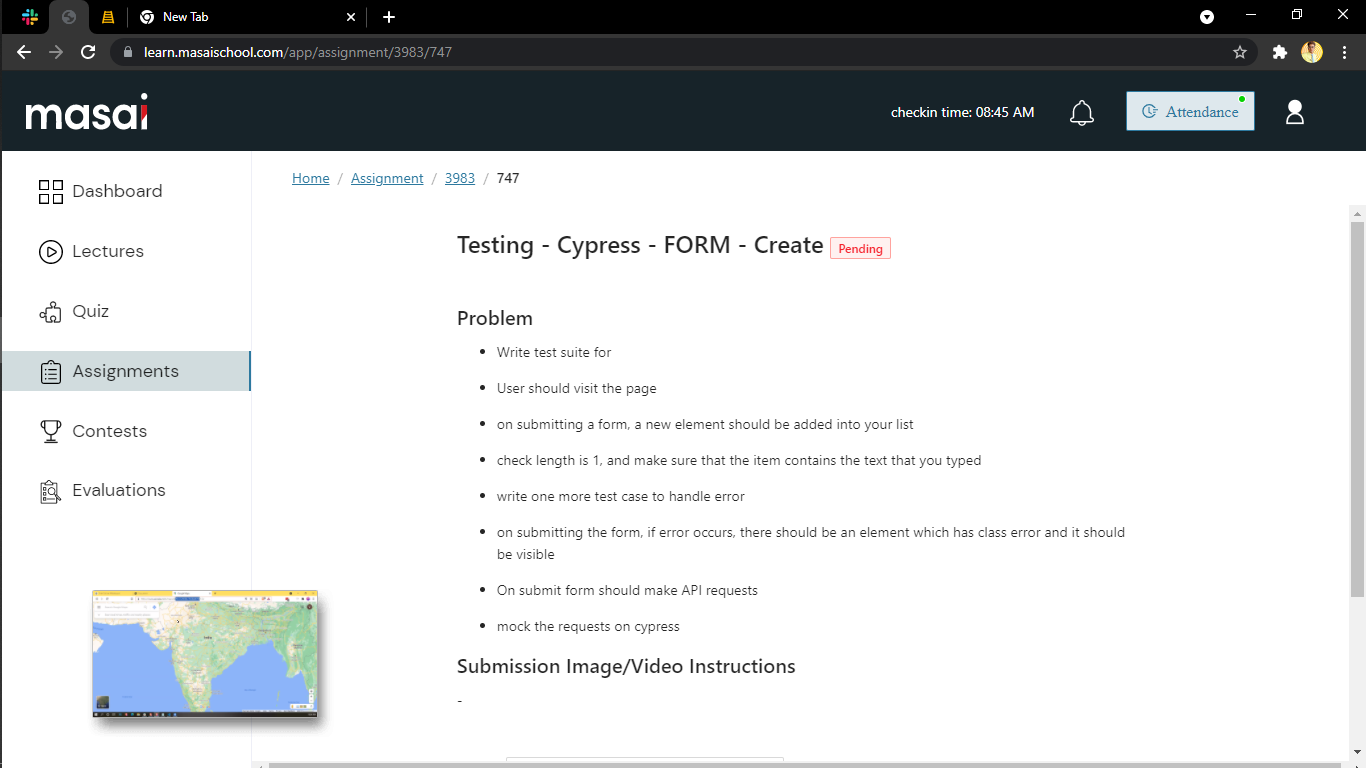 New Tab
learn.masaischool.com/app/assignment/3983/747
masai
checkin time: 08:45 AM
Attendance
Dashboard
Lectures
Quiz
Assignments
Contests
Evaluations
Home / Assignment / 3983 / 747
Testing - Cypress - FORM - Create Pending
Problem
• Write test suite for
• User should visit the page
• on submitting a form, a new element should be added into your list
• check length is 1, and make sure that the item contains the text that you typed
• write one more test case to handle error
• on submitting the form, if error occurs, there should be an element which has class error and it should
be visible
• On submit form should make API requests
• mock the requests on cypress
Submission Image/Video Instructions
-